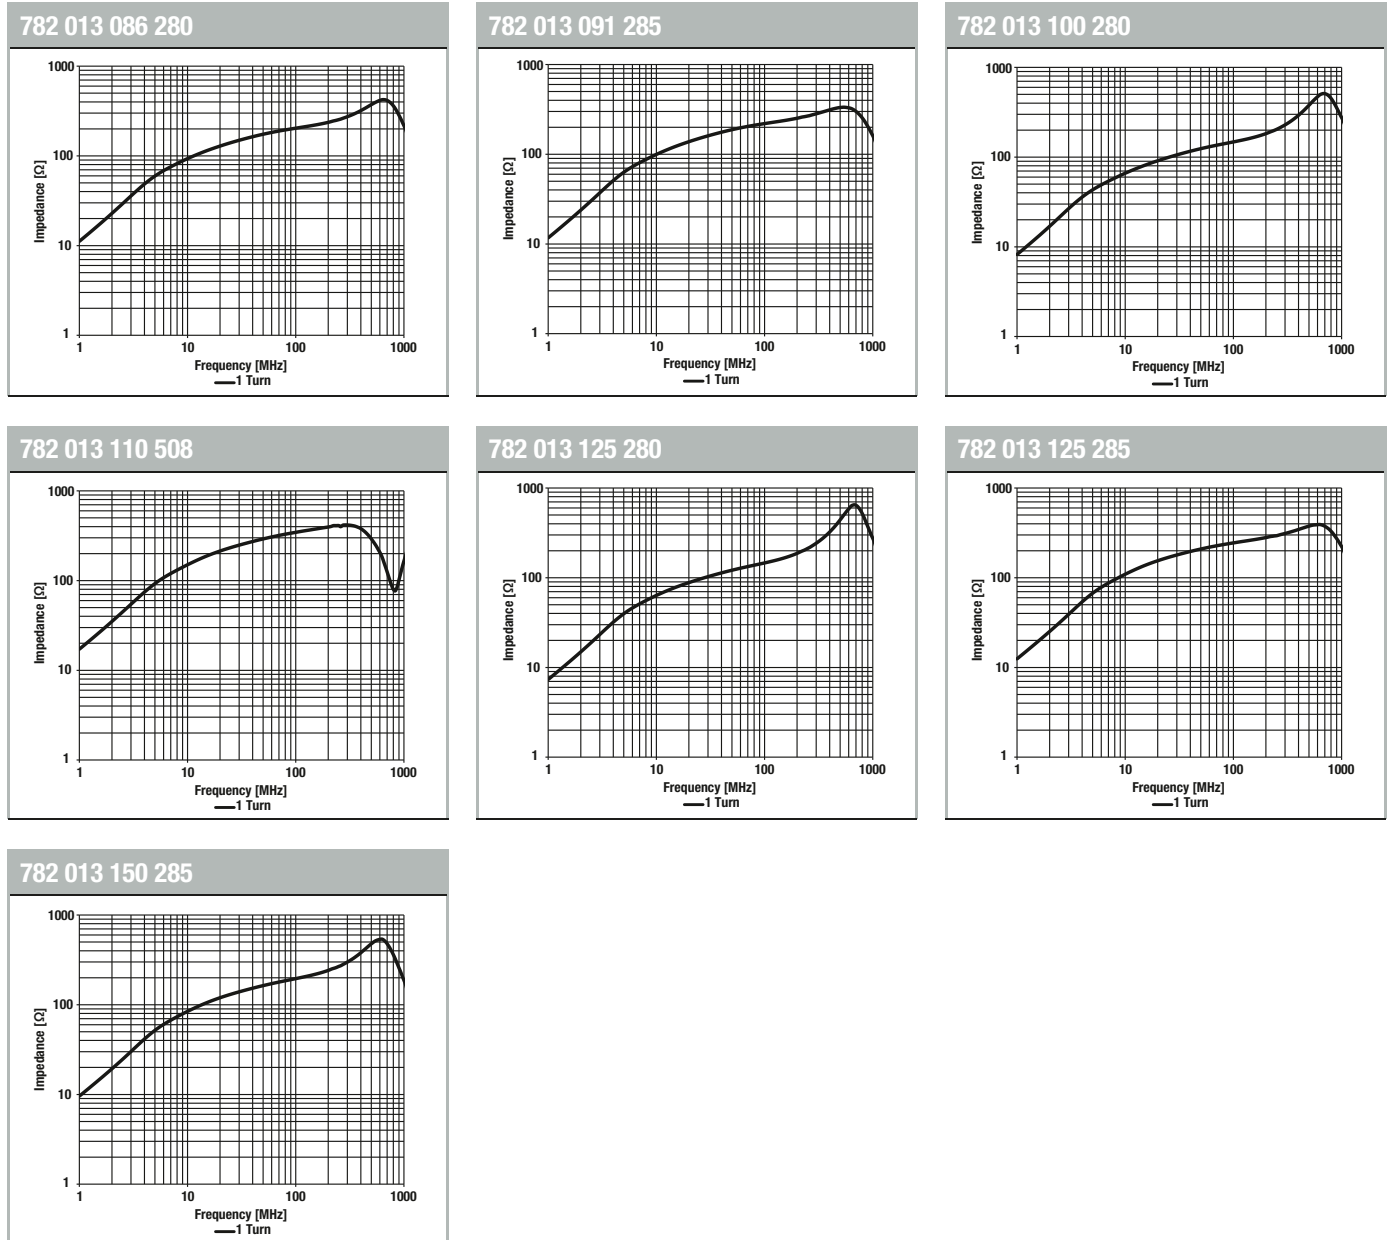 782 013 086 280
1000
100
10
1
Impedance [Ω]
1 10 100 1000
Frequency [MHz]
1 Turn
782 013 091 285
1000
100
10
1
Impedance [Ω]
1 10 100 1000
Frequency [MHz]
1 Turn
782 013 100 280
1000
100
10
1
Impedance [Ω]
1 10 100 1000
Frequency [MHz]
1 Turn
782 013 110 508
1000
100
10
1
Impedance [Ω]
1 10 100 1000
Frequency [MHz]
1 Turn
782 013 125 280
1000
100
10
1
Impedance [Ω]
1 10 100 1000
Frequency [MHz]
1 Turn
782 013 125 285
1000
100
10
1
Impedance [Ω]
1 10 100 1000
Frequency [MHz]
1 Turn
782 013 150 285
1000
100
10
1
Impedance [Ω]
1 10 100 1000
Frequency [MHz]
1 Turn